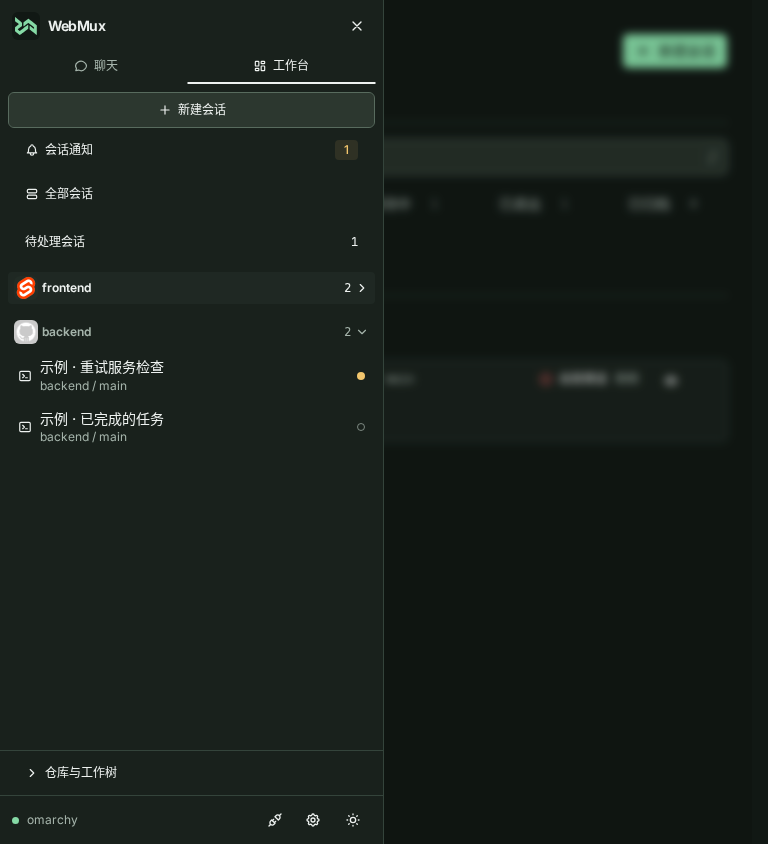 WebMux
聊天
工作台
新建会话
会话通知
1
全部会话
待处理会话
1
frontend
2
backend
2
示例 · 重试服务检查
backend / main
示例 · 已完成的任务
backend / main
仓库与工作树
omarchy